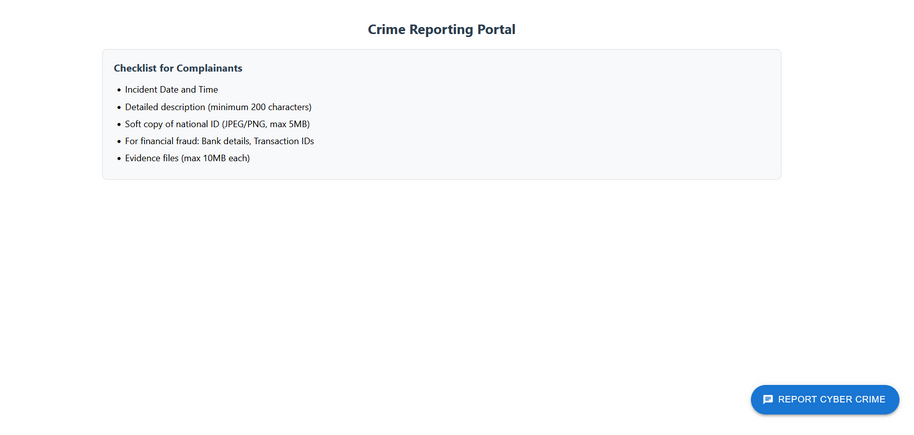 Crime Reporting Portal
Checklist for Complainants
Incident Date and Time
Detailed description (minimum 200 characters)
Soft copy of national ID (JPEG/PNG, max 5MB)
For financial fraud: Bank details, Transaction IDs
Evidence files (max 10MB each)
REPORT CYBER CRIME